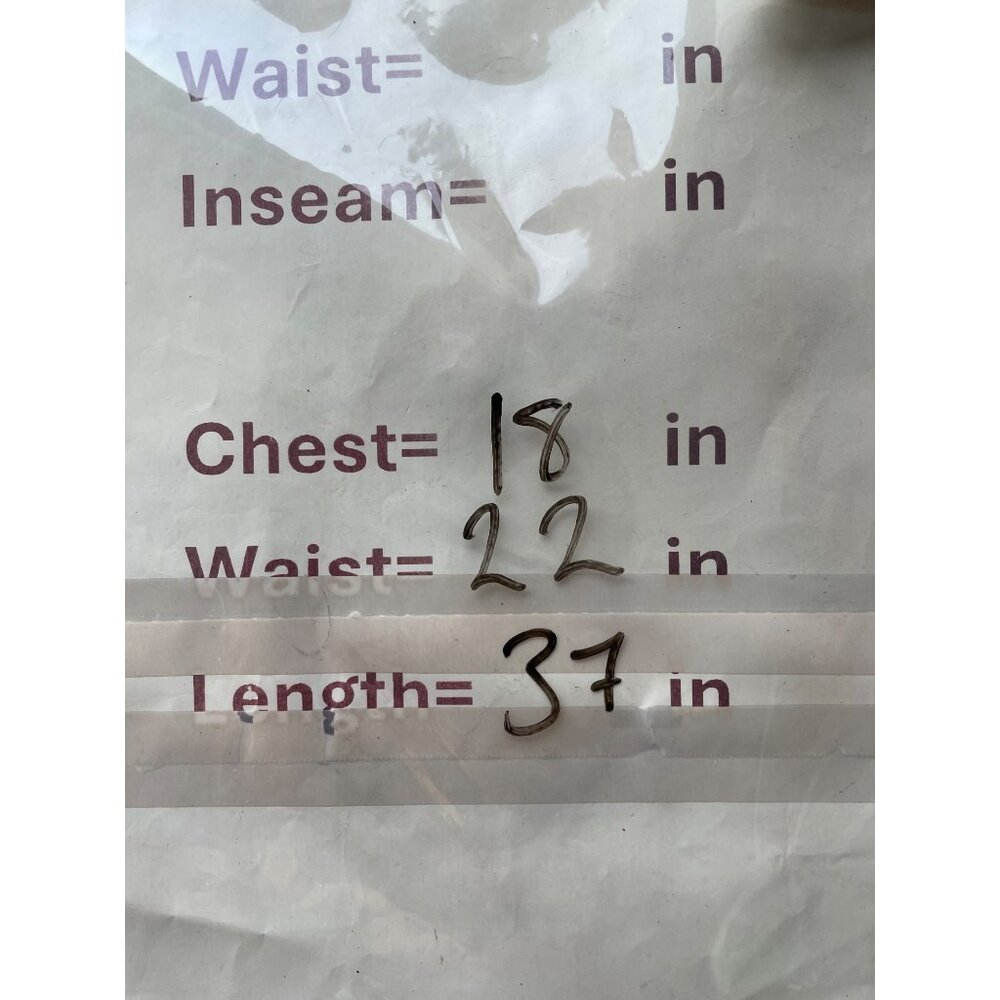 Waist= in
Inseam= in
Chest= 18 in
Waist= 22 in
Length= 37 in